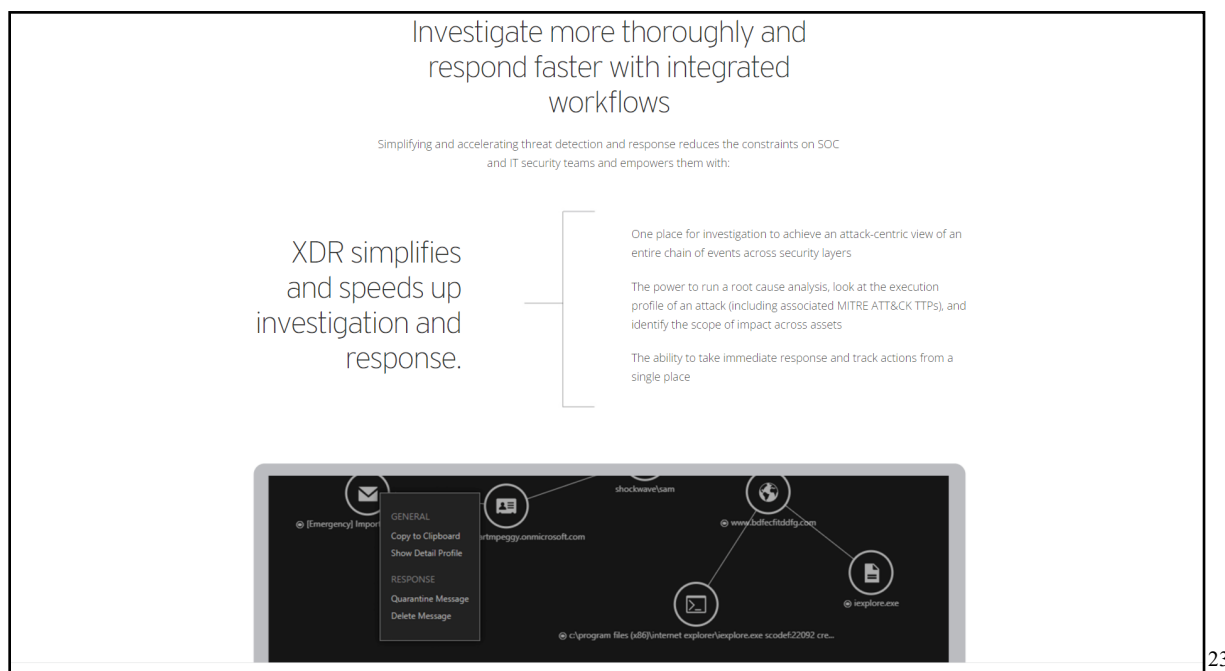 Investigate more thoroughly and
respond faster with integrated
workflows
Simplifying and accelerating threat detection and response reduces the constraints on SOC
and IT security teams and empowers them with:
XDR simplifies
and speeds up
investigation and
response.
One place for investigation to achieve an attack-centric view of an
entire chain of events across security layers
The power to run a root cause analysis, look at the execution
profile of an attack (including associated MITRE ATT&CK TTPs), and
identify the scope of impact across assets
The ability to take immediate response and track actions from a
single place
shockwave\sam
[Emergency] Import
GENERAL
Copy to Clipboard
Show Detail Profile
RESPONSE
Quarantine Message
Delete Message
rtmpeggy.onmicrosoft.com
www.bdfecfitddfg.com
iexplore.exe
c:\program files (x86)\internet explorer\iexplore.exe scodef:22092 cre...
23